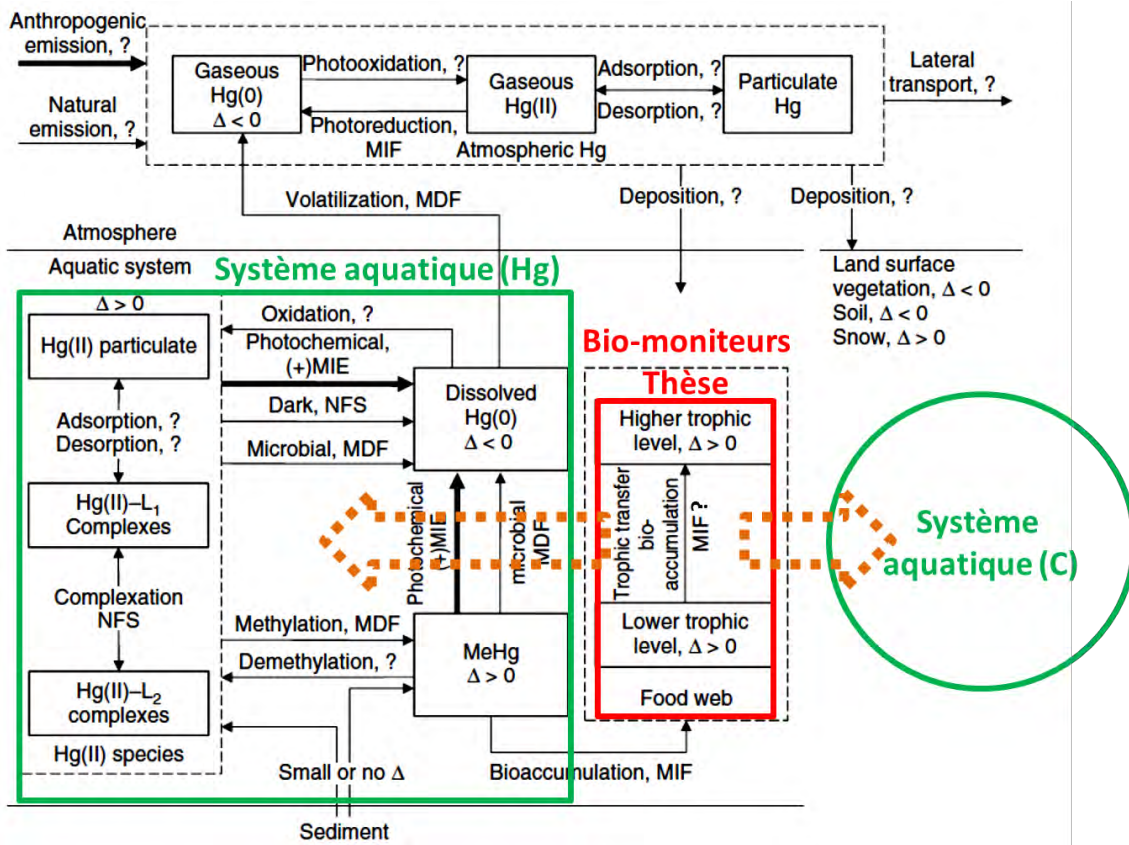 Anthropogenic
emission, ?
Natural
emission, ?
Gaseous
Hg(0)
Δ < 0
Photooxidation, ?
Photoreduction,
MIF
Gaseous
Hg(II)
Atmospheric Hg
Adsorption, ?
Desorption, ?
Particulate
Hg
Lateral
transport, ?
Volatilization, MDF
Deposition, ?
Deposition, ?
Atmosphere
Aquatic system
Système aquatique (Hg)
Land surface
vegetation, Δ < 0
Soil, Δ < 0
Snow, Δ > 0
Δ > 0
Hg(II) particulate
Adsorption, ?
Desorption, ?
Hg(II)–L1
Complexes
Complexation
NFS
Hg(II)–L2
complexes
Hg(II) species
Oxidation, ?
Photochemical,
(+)MIE
Dark, NFS
Microbial, MDF
Dissolved
Hg(0)
Δ < 0
Photochemical
(+)MIE
microbial
MDF
Methylation, MDF
Demethylation, ?
MeHg
Δ > 0
Small or no Δ
Sediment
Bioaccumulation, MIF
Bio-moniteurs
Thèse
Higher trophic
level, Δ > 0
Trophic transfer
bio-
accumulation
MIF ?
Lower trophic
level, Δ > 0
Food web
Système
aquatique (C)